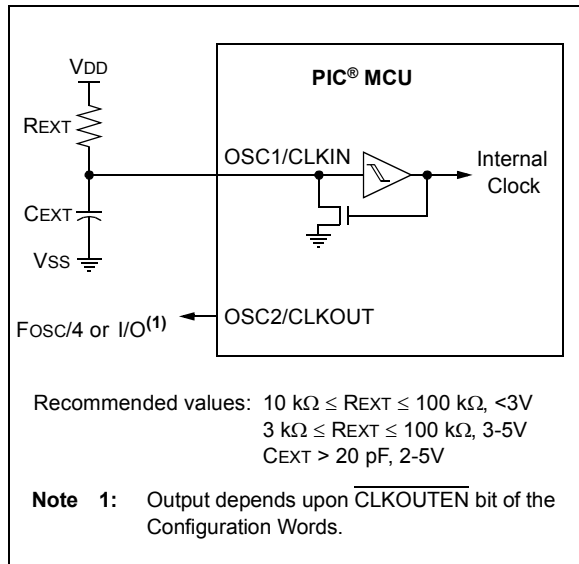 VDD
PIC® MCU
REXT
OSC1/CLKIN
Internal
Clock
CEXT
VSS
OSC2/CLKOUT
FOSC/4 or I/O(1)
Recommended values: 10 kΩ ≤ REXT ≤ 100 kΩ, <3V
3 kΩ ≤ REXT ≤ 100 kΩ, 3-5V
CEXT > 20 pF, 2-5V
Note 1: Output depends upon CLKOUTEN bit of the
Configuration Words.